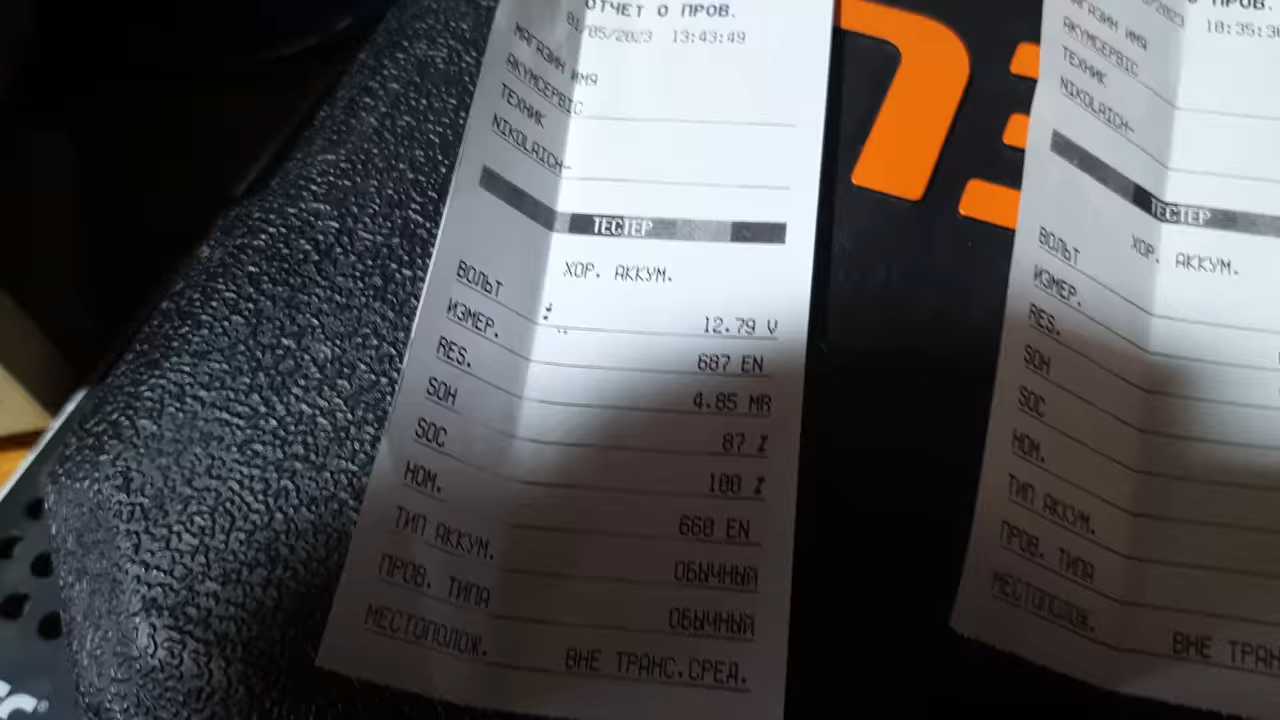 ОТЧЕТ О ПРОВ.
01/05/2023 13:43:49
МАГАЗИН ИМЯ
АКУМСЕРВІС
ТЕХНИК
NIKOLAICH-
ТЕСТЕР
ХОР. АККУМ.
ВОЛЬТ 12.79 V
ИЗМЕР. 687 EN
RES. 4.85 MR
SOH 87 %
SOC 100 %
НОМ. 660 EN
ТИП АККУМ. ОБЫЧНЫЙ
ПРОВ. ТИПА ОБЫЧНЫЙ
МЕСТОПОЛОЖ. ВНЕ ТРАНС.СРЕД.
О ПРОВ.
/2023 10:35:3
МАГАЗИН ИМЯ
АКУМСЕРВІС
ТЕХНИК
NIKOLAICH-
ТЕСТЕР
ХОР. АККУМ.
ВОЛЬТ
ИЗМЕР.
RES.
SOH
SOC
НОМ.
ТИП АККУМ.
ПРОВ. ТИПА
МЕСТОПОЛОЖ.
ВНЕ ТРАН